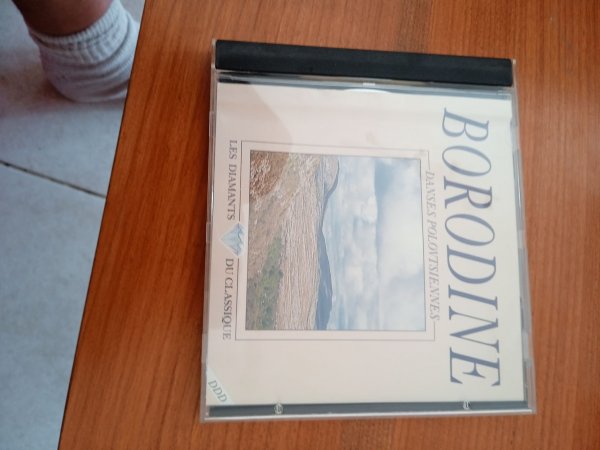 BORODINE
DANSES POLOVTSIENNES
LES DIAMANTS DU CLASSIQUE
DDD